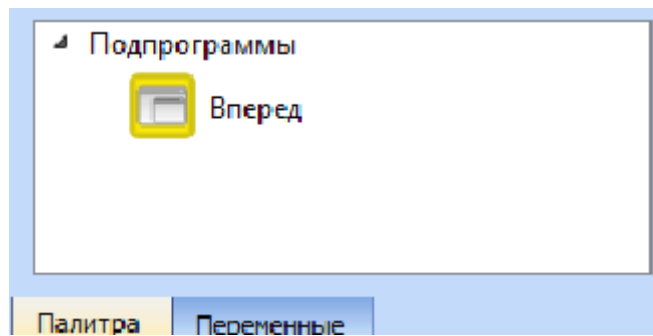 Подпрограммы
Вперед
Палитра Переменные